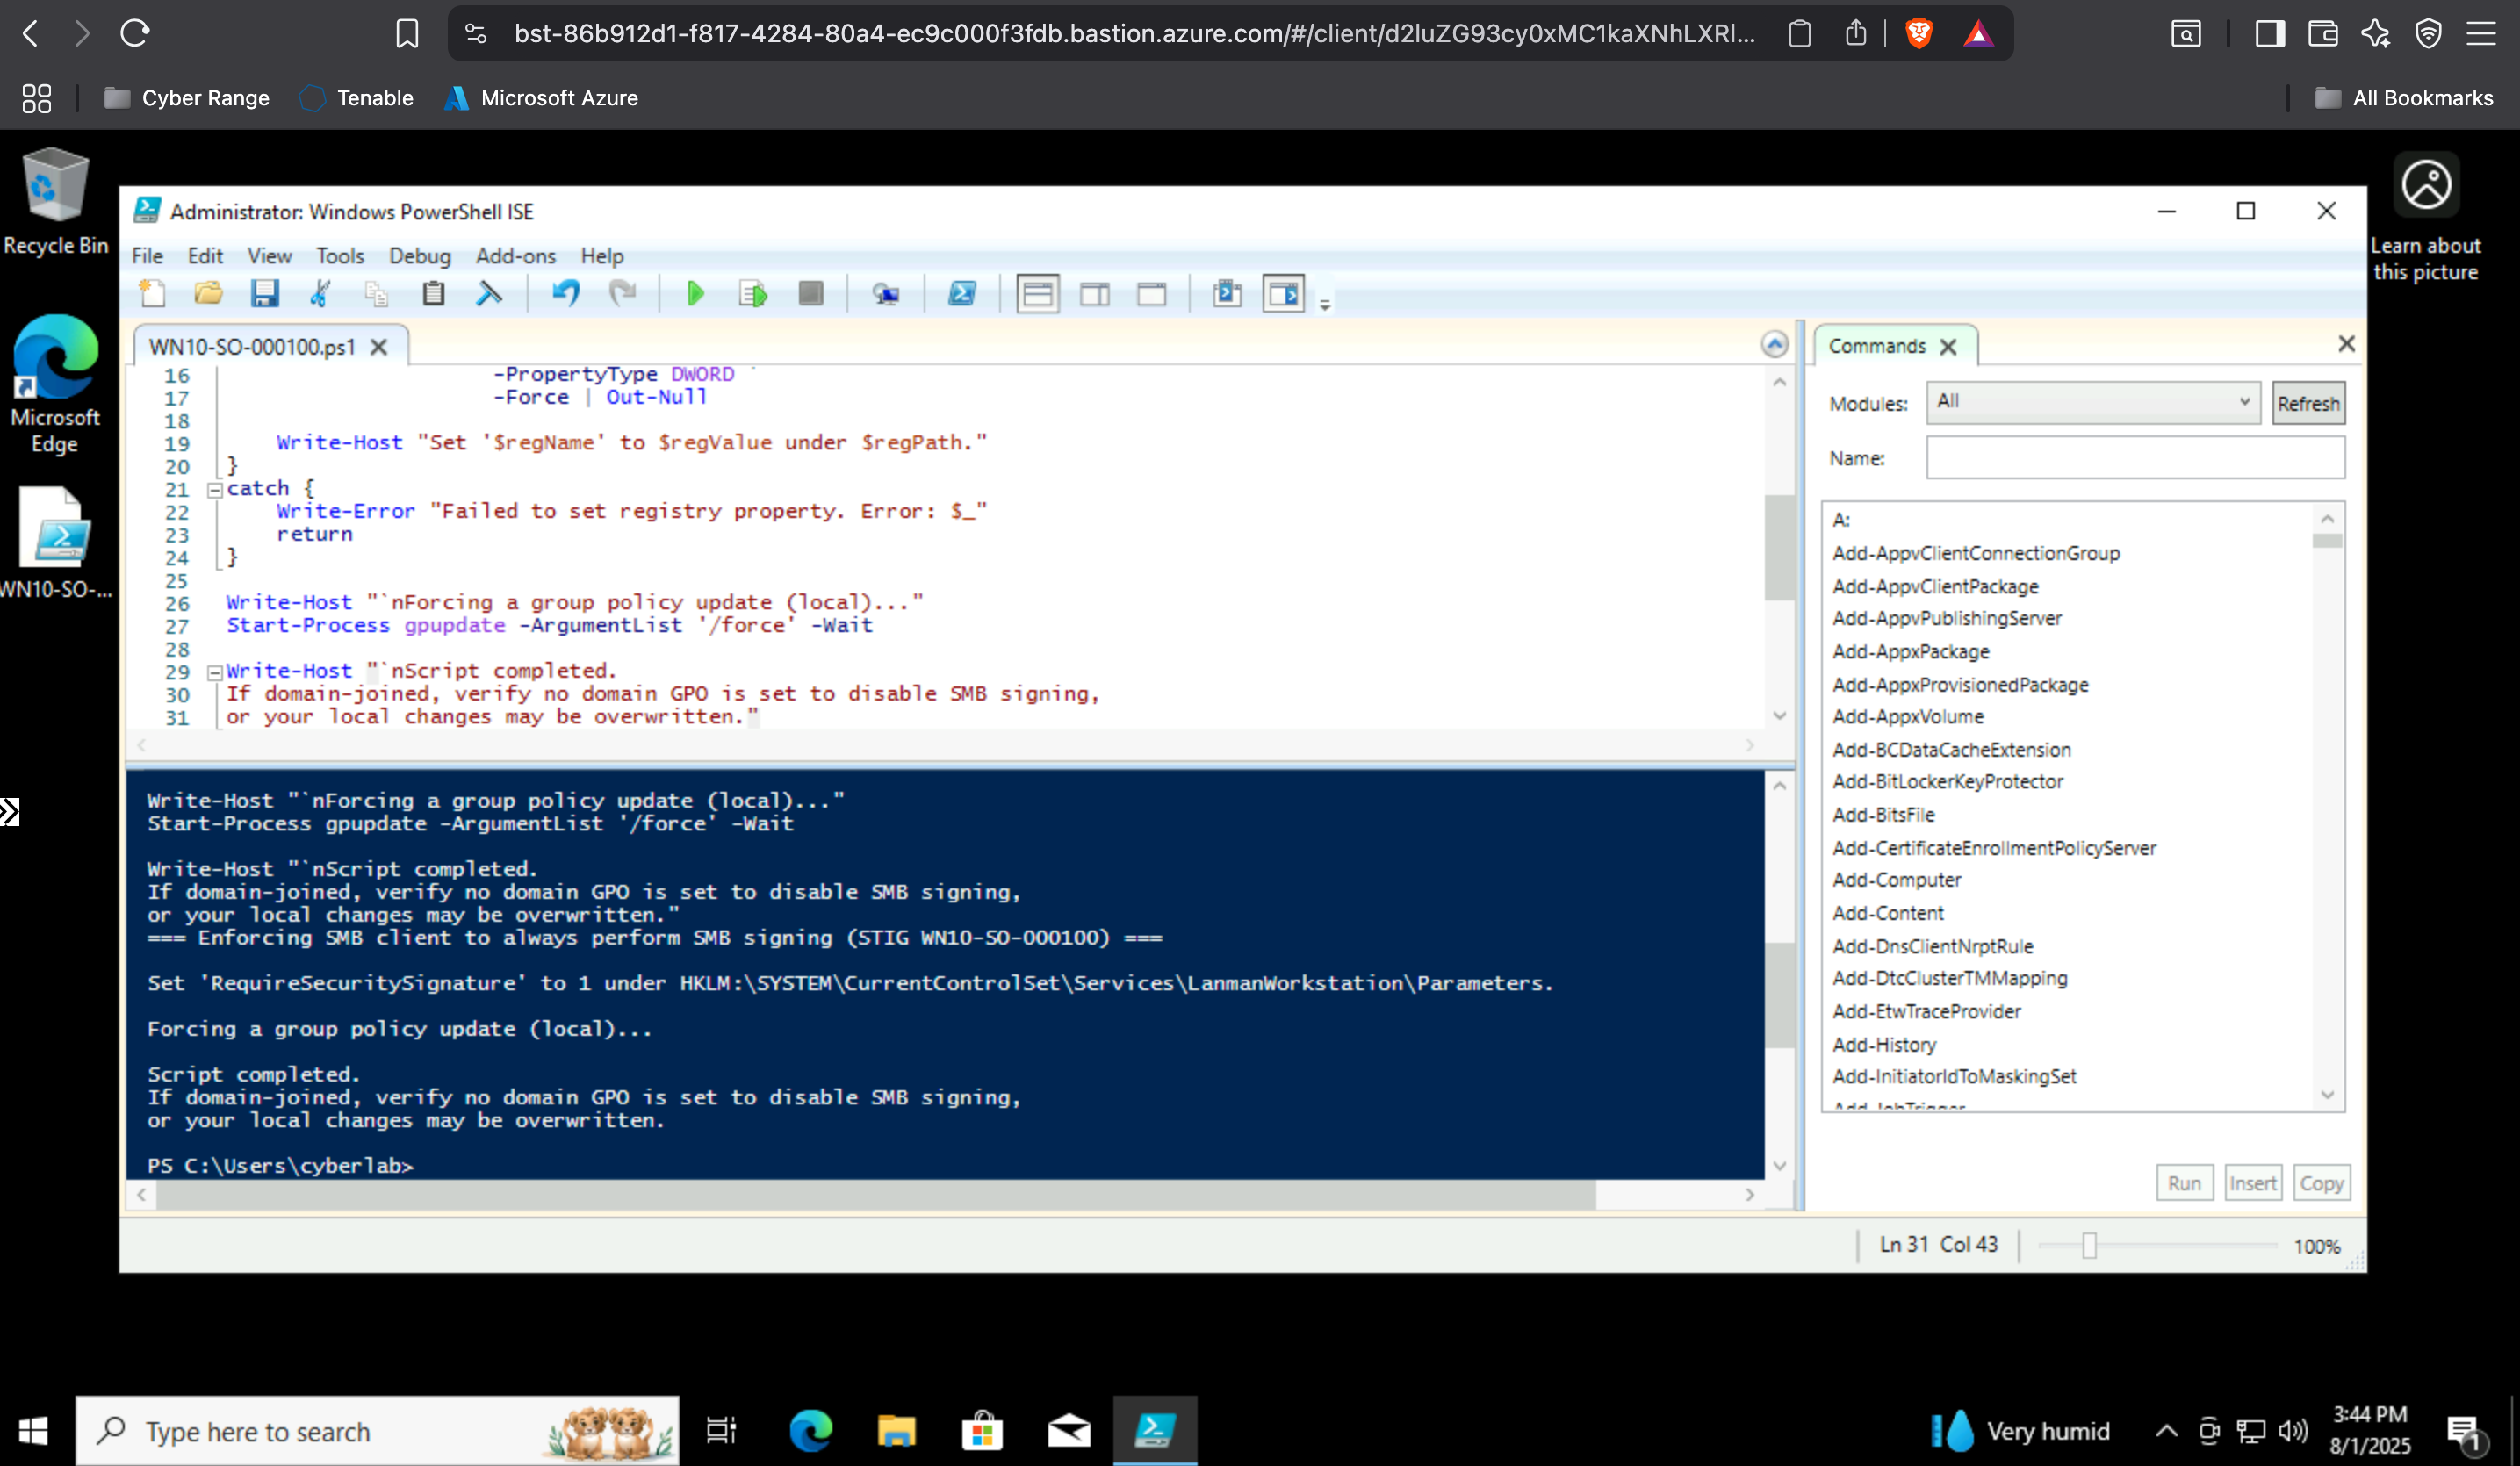 bst-86b912d1-f817-4284-80a4-ec9c000f3fdb.bastion.azure.com/#/client/d2luZG93cy0xMC1kaXNhLXRl...
Cyber Range
Tenable
Microsoft Azure
All Bookmarks
Recycle Bin
Microsoft
Edge
WN10-SO-...
Learn about
this picture
Administrator: Windows PowerShell ISE
File Edit View Tools Debug Add-ons Help
WN10-SO-000100.ps1
16 -PropertyType DWORD `
17 -Force | Out-Null
18
19 Write-Host "Set '$regName' to $regValue under $regPath."
20 }
21 catch {
22 Write-Error "Failed to set registry property. Error: $_"
23 return
24 }
25
26 Write-Host "`nForcing a group policy update (local)..."
27 Start-Process gpupdate -ArgumentList '/force' -Wait
28
29 Write-Host "`nScript completed.
30 If domain-joined, verify no domain GPO is set to disable SMB signing,
31 or your local changes may be overwritten."
Write-Host "`nForcing a group policy update (local)..."
Start-Process gpupdate -ArgumentList '/force' -Wait
Write-Host "`nScript completed.
If domain-joined, verify no domain GPO is set to disable SMB signing,
or your local changes may be overwritten."
=== Enforcing SMB client to always perform SMB signing (STIG WN10-SO-000100) ===
Set 'RequireSecuritySignature' to 1 under HKLM:\SYSTEM\CurrentControlSet\Services\LanmanWorkstation\Parameters.
Forcing a group policy update (local)...
Script completed.
If domain-joined, verify no domain GPO is set to disable SMB signing,
or your local changes may be overwritten.
PS C:\Users\cyberlab>
Commands
Modules: All Refresh
Name:
A:
Add-AppvClientConnectionGroup
Add-AppvClientPackage
Add-AppvPublishingServer
Add-AppxPackage
Add-AppxProvisionedPackage
Add-AppxVolume
Add-BCDataCacheExtension
Add-BitLockerKeyProtector
Add-BitsFile
Add-CertificateEnrollmentPolicyServer
Add-Computer
Add-Content
Add-DnsClientNrptRule
Add-DtcClusterTMMapping
Add-EtwTraceProvider
Add-History
Add-InitiatorIdToMaskingSet
Add-JobTrigger
Run Insert Copy
Ln 31 Col 43
100%
Type here to search
Very humid
3:44 PM
8/1/2025
1